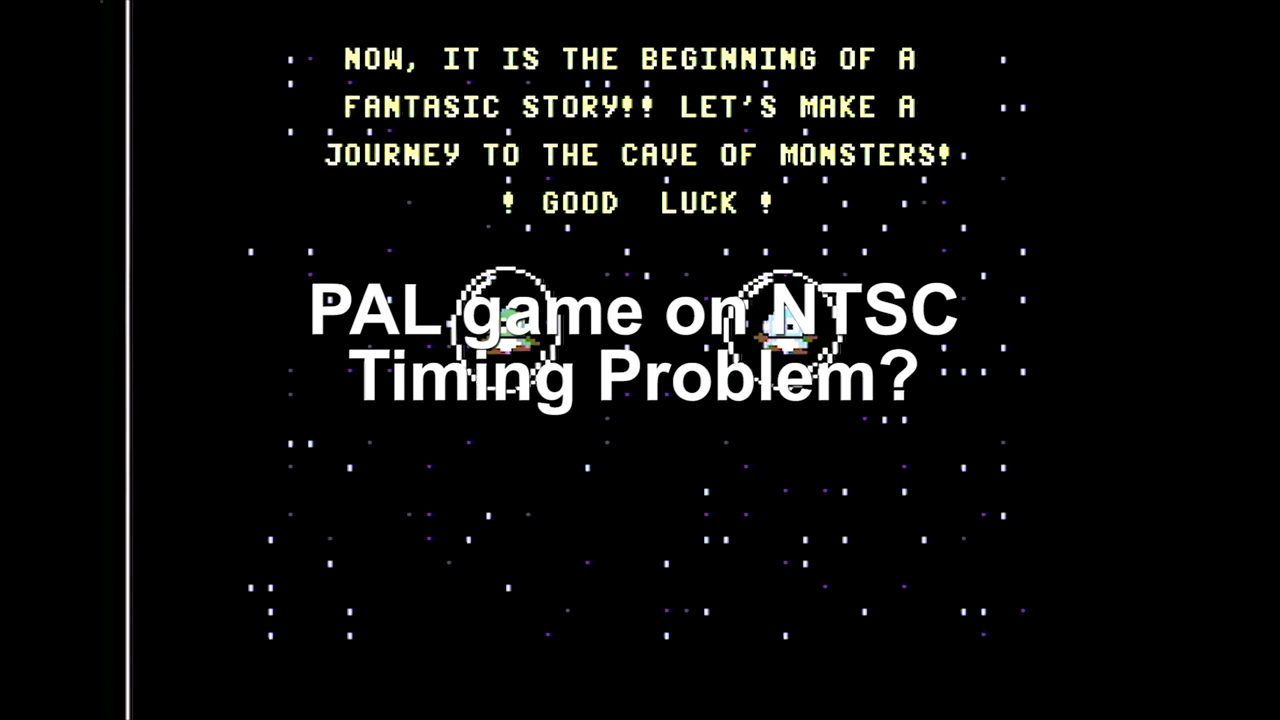 NOW, IT IS THE BEGINNING OF A
FANTASIC STORY!! LET'S MAKE A
JOURNEY TO THE CAVE OF MONSTERS!
! GOOD LUCK !
PAL game on NTSC
Timing Problem?